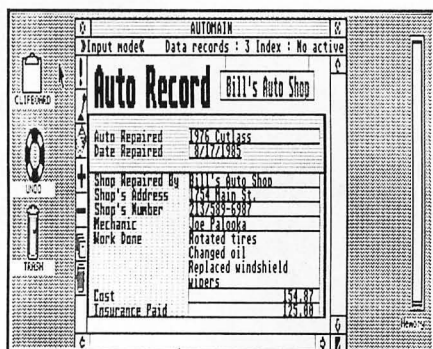 AUTOMAIN
Input mode Data records : 3 Index : No active
Auto Record
Bill's Auto Shop
CLIPBOARD
Auto Repaired 1976 Cutlass
Date Repaired 8/17/1985
UNDO
Shop Repaired By Bill's Auto Shop
Shop's Address 1754 Main St.
Shop's Number 213/589-6987
Mechanic Joe Palooka
Work Done Rotated tires
Changed oil
Replaced windshield
wipers
TRASH
Cost 154.87
Insurance Paid 125.00
Memory